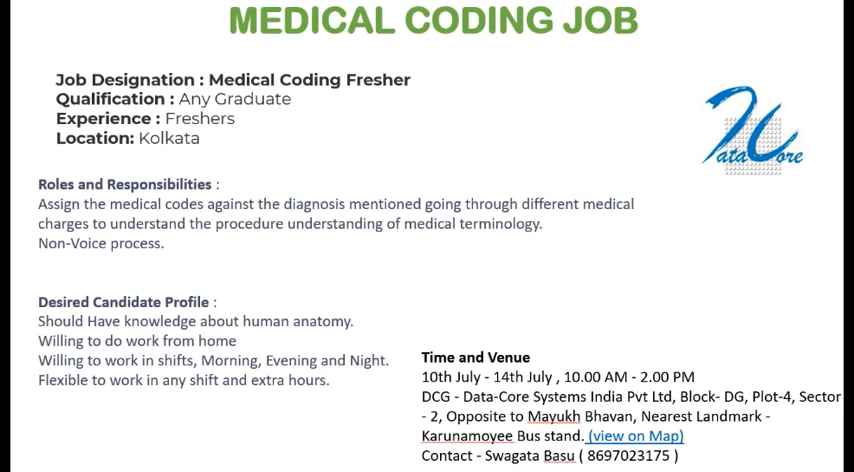 MEDICAL CODING JOB
Job Designation : Medical Coding Fresher
Qualification : Any Graduate
Experience : Freshers
Location: Kolkata
Data Core
Roles and Responsibilities :
Assign the medical codes against the diagnosis mentioned going through different medical
charges to understand the procedure understanding of medical terminology.
Non-Voice process.
Desired Candidate Profile :
Should Have knowledge about human anatomy.
Willing to do work from home
Willing to work in shifts, Morning, Evening and Night.
Flexible to work in any shift and extra hours.
Time and Venue
10th July - 14th July , 10.00 AM - 2.00 PM
DCG - Data-Core Systems India Pvt Ltd, Block- DG, Plot-4, Sector
- 2, Opposite to Mayukh Bhavan, Nearest Landmark -
Karunamoyee Bus stand. (view on Map)
Contact - Swagata Basu ( 8697023175 )